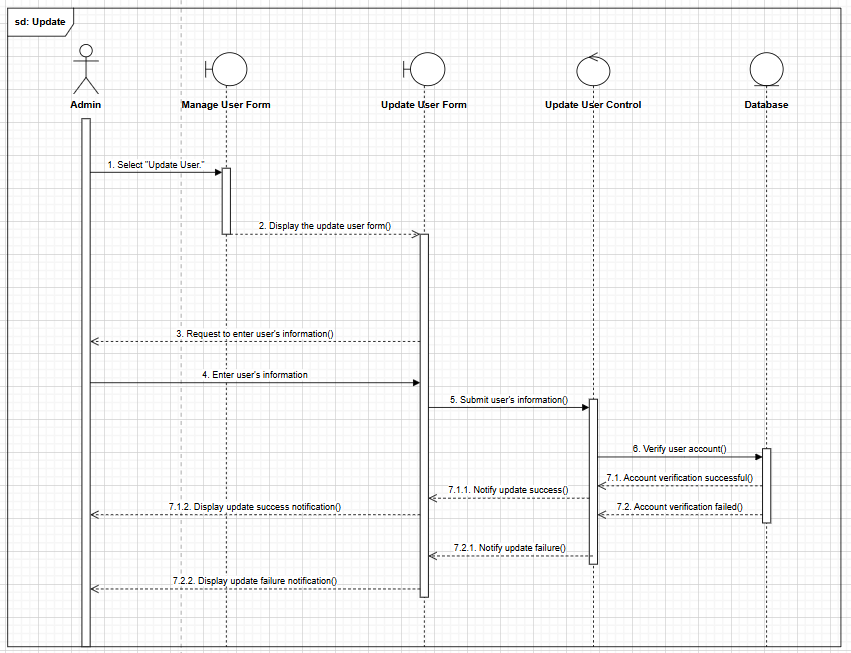 sd: Update
Admin
Manage User Form
Update User Form
Update User Control
Database
1. Select "Update User."
2. Display the update user form()
3. Request to enter user's information()
4. Enter user's information
5. Submit user's information()
6. Verify user account()
7.1. Account verification successful()
7.1.1. Notify update success()
7.1.2. Display update success notification()
7.2. Account verification failed()
7.2.1. Notify update failure()
7.2.2. Display update failure notification()